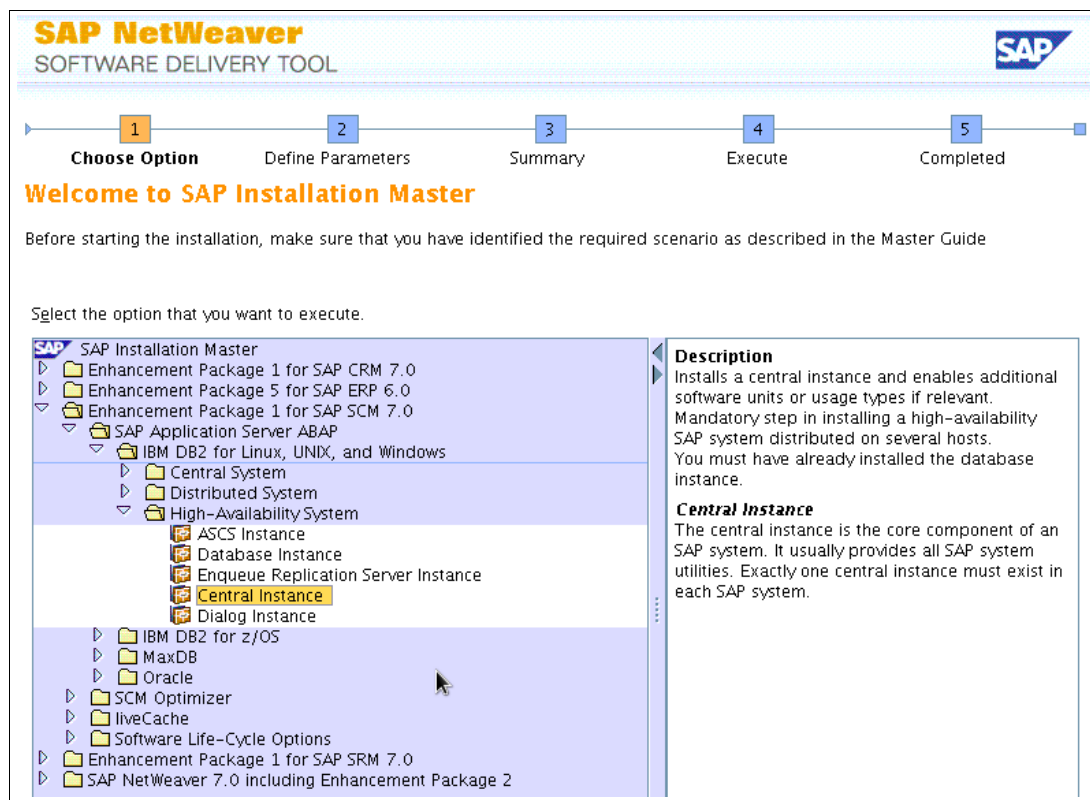 SAP NetWeaver
SOFTWARE DELIVERY TOOL
SAP
1
2
3
4
5
Choose Option
Define Parameters
Summary
Execute
Completed
Welcome to SAP Installation Master
Before starting the installation, make sure that you have identified the required scenario as described in the Master Guide
Select the option that you want to execute.
SAP SAP Installation Master
Enhancement Package 1 for SAP CRM 7.0
Enhancement Package 5 for SAP ERP 6.0
Enhancement Package 1 for SAP SCM 7.0
SAP Application Server ABAP
IBM DB2 for Linux, UNIX, and Windows
Central System
Distributed System
High-Availability System
ASCS Instance
Database Instance
Enqueue Replication Server Instance
Central Instance
Dialog Instance
IBM DB2 for z/OS
MaxDB
Oracle
SCM Optimizer
liveCache
Software Life-Cycle Options
Enhancement Package 1 for SAP SRM 7.0
SAP NetWeaver 7.0 including Enhancement Package 2
Description
Installs a central instance and enables additional
software units or usage types if relevant.
Mandatory step in installing a high-availability
SAP system distributed on several hosts.
You must have already installed the database
instance.
Central Instance
The central instance is the core component of an
SAP system. It usually provides all SAP system
utilities. Exactly one central instance must exist in
each SAP system.